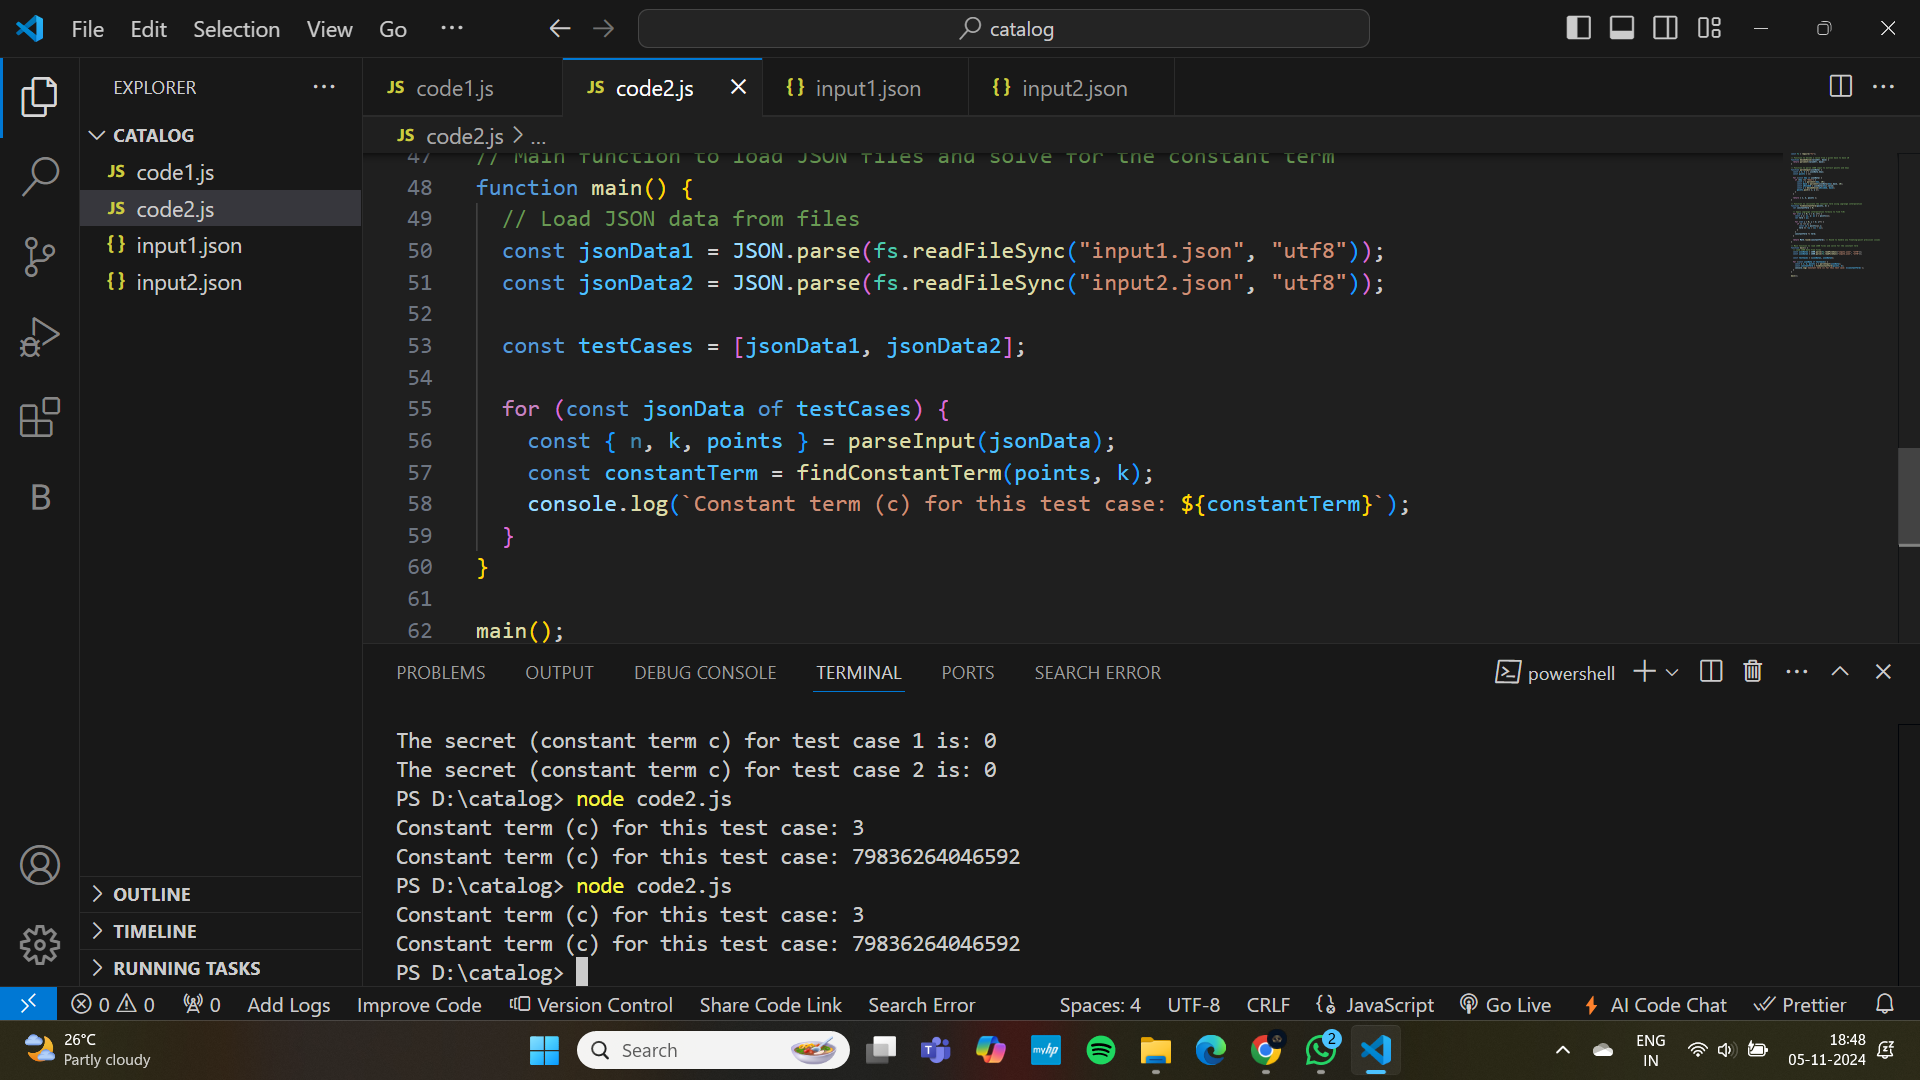 File Edit Selection View Go ...
catalog
EXPLORER ...
JS code1.js
JS code2.js
{} input1.json
{} input2.json
JS code2.js > ...
CATALOG
JS code1.js
JS code2.js
{} input1.json
{} input2.json
B
OUTLINE
TIMELINE
RUNNING TASKS
47 // Main function to load JSON files and solve for the constant term
48 function main() {
49 // Load JSON data from files
50 const jsonData1 = JSON.parse(fs.readFileSync("input1.json", "utf8"));
51 const jsonData2 = JSON.parse(fs.readFileSync("input2.json", "utf8"));
52
53 const testCases = [jsonData1, jsonData2];
54
55 for (const jsonData of testCases) {
56 const { n, k, points } = parseInput(jsonData);
57 const constantTerm = findConstantTerm(points, k);
58 console.log(`Constant term (c) for this test case: ${constantTerm}`);
59 }
60 }
61
62 main();
PROBLEMS OUTPUT DEBUG CONSOLE TERMINAL PORTS SEARCH ERROR
powershell
The secret (constant term c) for test case 1 is: 0
The secret (constant term c) for test case 2 is: 0
PS D:\catalog> node code2.js
Constant term (c) for this test case: 3
Constant term (c) for this test case: 79836264046592
PS D:\catalog> node code2.js
Constant term (c) for this test case: 3
Constant term (c) for this test case: 79836264046592
PS D:\catalog>
0 0 0 Add Logs Improve Code Version Control Share Code Link Search Error Spaces: 4 UTF-8 CRLF JavaScript Go Live AI Code Chat Prettier
26°C
Partly cloudy
Search
myhp
2
ENG
IN
18:48
05-11-2024